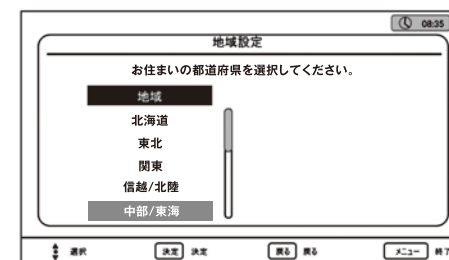 08:35
地域設定
お住まいの都道府県を選択してください。
地域
北海道
東北
関東
信越/北陸
中部/東海
選択 決定 決定 戻る 戻る メニュー 終了